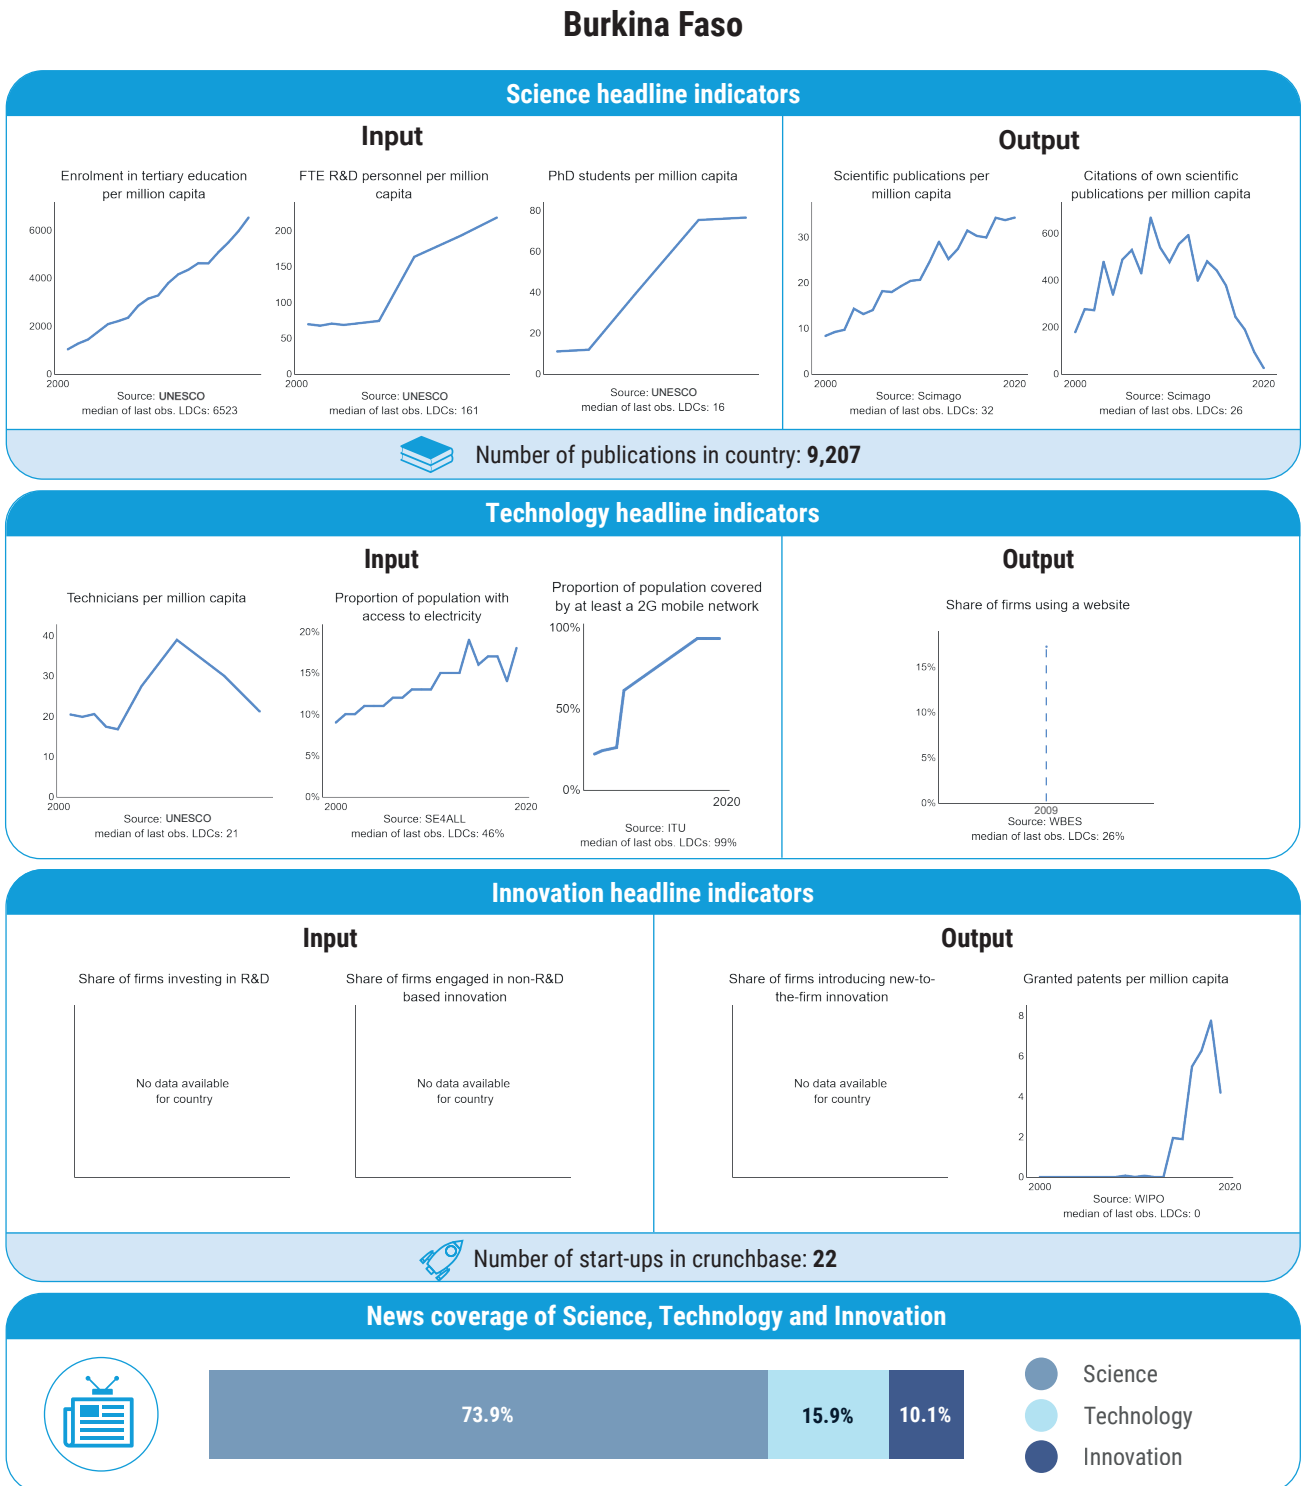 Burkina Faso
Science headline indicators
Input
Enrolment in tertiary education
per million capita
6000
4000
2000
0
2000
Source: UNESCO
median of last obs. LDCs: 6523
FTE R&D personnel per million
capita
200
150
100
50
0
2000
Source: UNESCO
median of last obs. LDCs: 161
PhD students per million capita
80
60
40
20
0
Source: UNESCO
median of last obs. LDCs: 16
Output
Scientific publications per
million capita
30
20
10
0
2000
2020
Source: Scimago
median of last obs. LDCs: 32
Citations of own scientific
publications per million capita
600
400
200
0
2000
2020
Source: Scimago
median of last obs. LDCs: 26
Number of publications in country: 9,207
Technology headline indicators
Input
Technicians per million capita
40
30
20
10
0
2000
Source: UNESCO
median of last obs. LDCs: 21
Proportion of population with
access to electricity
20%
15%
10%
5%
0%
2000
2020
Source: SE4ALL
median of last obs. LDCs: 46%
Proportion of population covered
by at least a 2G mobile network
100%
50%
0%
2020
Source: ITU
median of last obs. LDCs: 99%
Output
Share of firms using a website
15%
10%
5%
0%
2009
Source: WBES
median of last obs. LDCs: 26%
Innovation headline indicators
Input
Share of firms investing in R&D
No data available
for country
Share of firms engaged in non-R&D
based innovation
No data available
for country
Output
Share of firms introducing new-to-
the-firm innovation
No data available
for country
Granted patents per million capita
8
6
4
2
0
2000
2020
Source: WIPO
median of last obs. LDCs: 0
Number of start-ups in crunchbase: 22
News coverage of Science, Technology and Innovation
73.9%
15.9%
10.1%
Science
Technology
Innovation